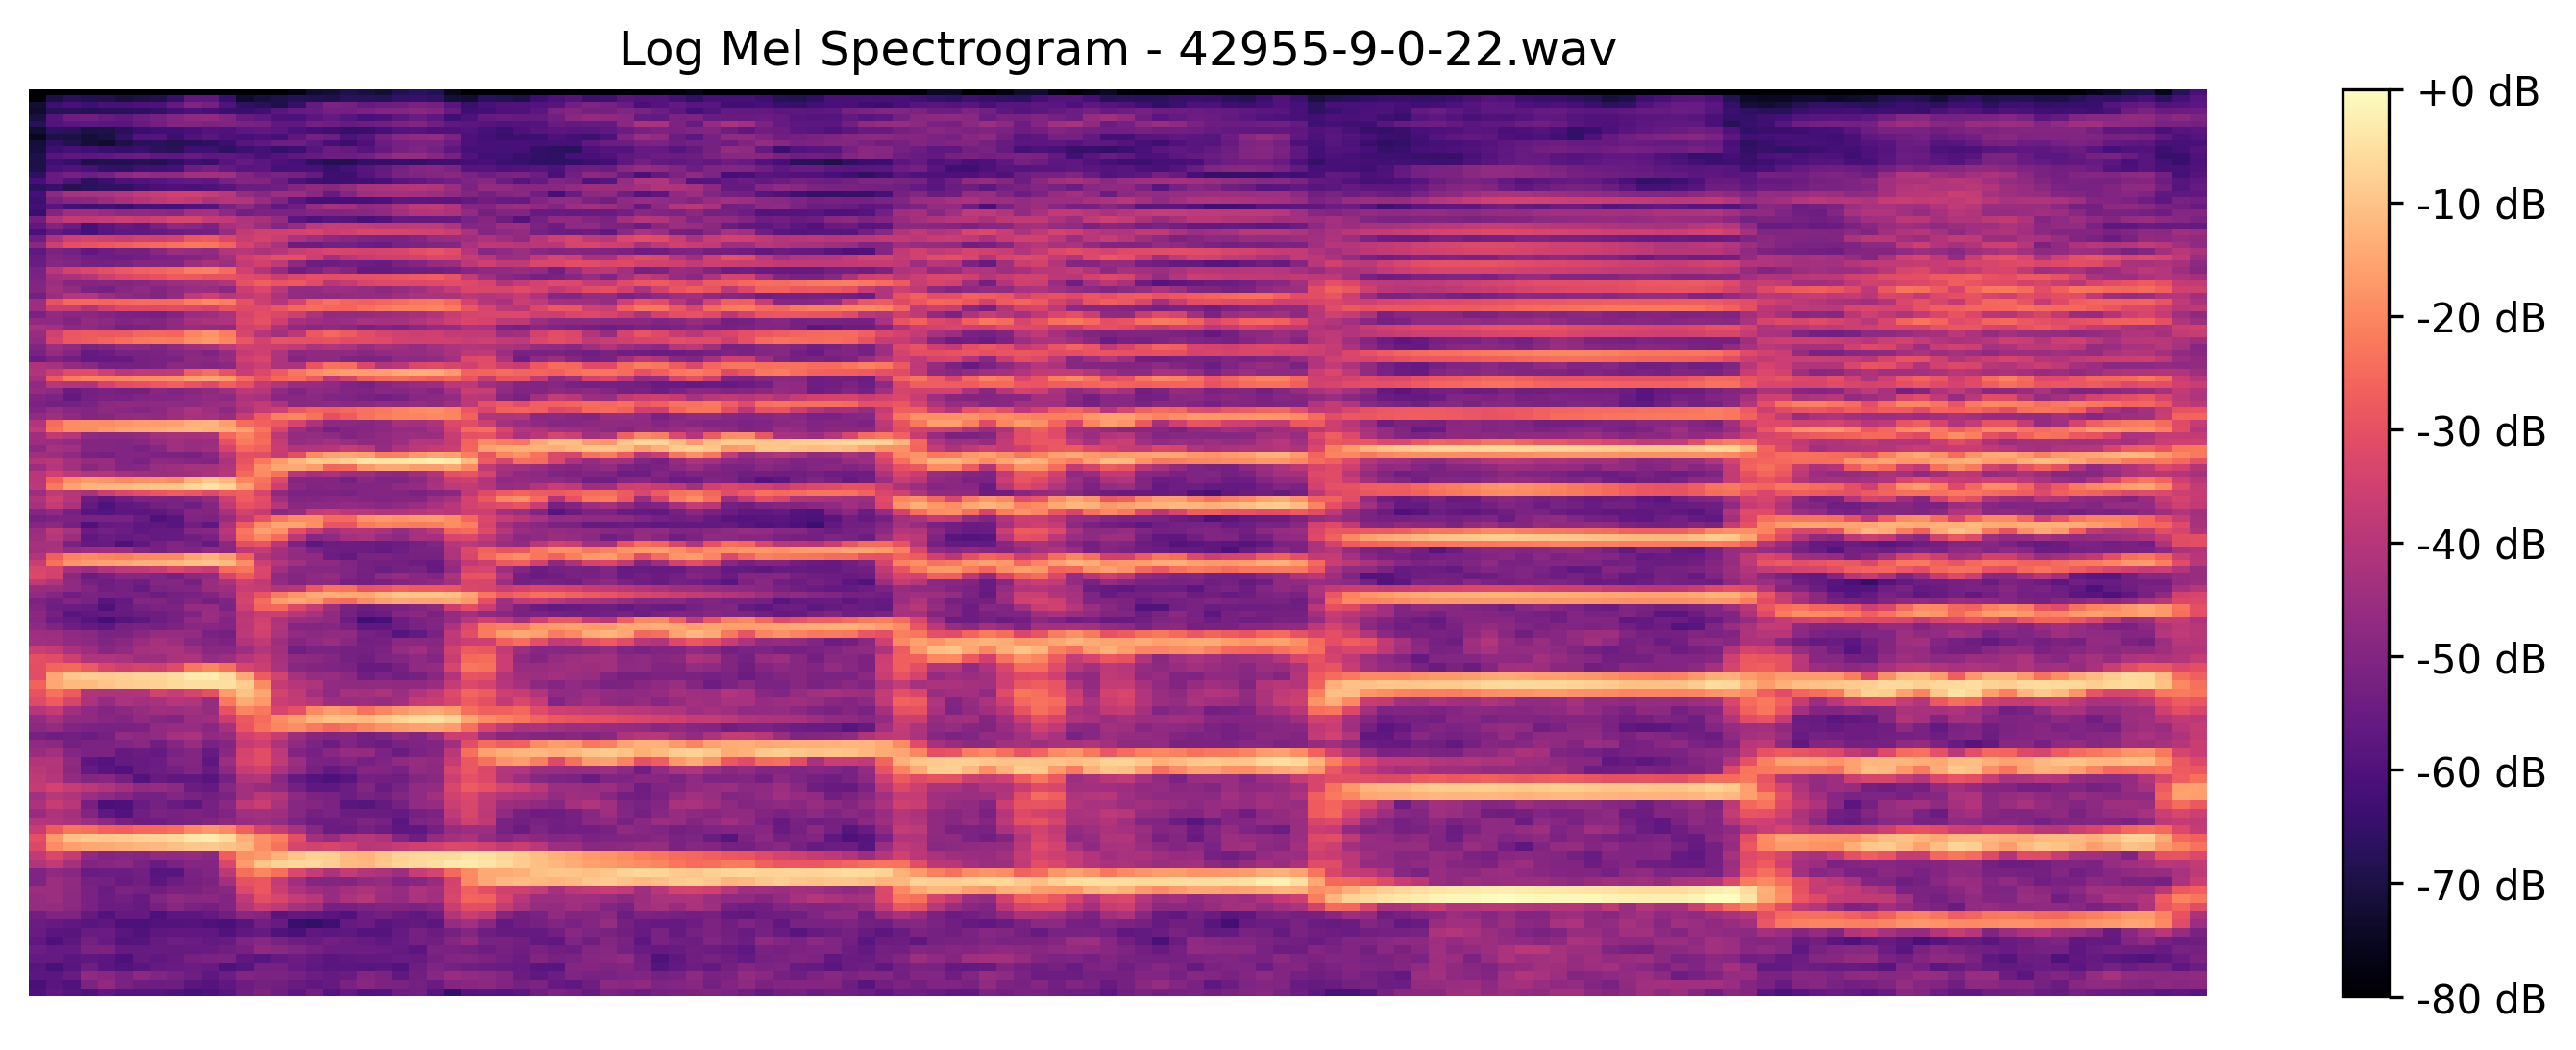 Log Mel Spectrogram - 42955-9-0-22.wav
+0 dB
-10 dB
-20 dB
-30 dB
-40 dB
-50 dB
-60 dB
-70 dB
-80 dB